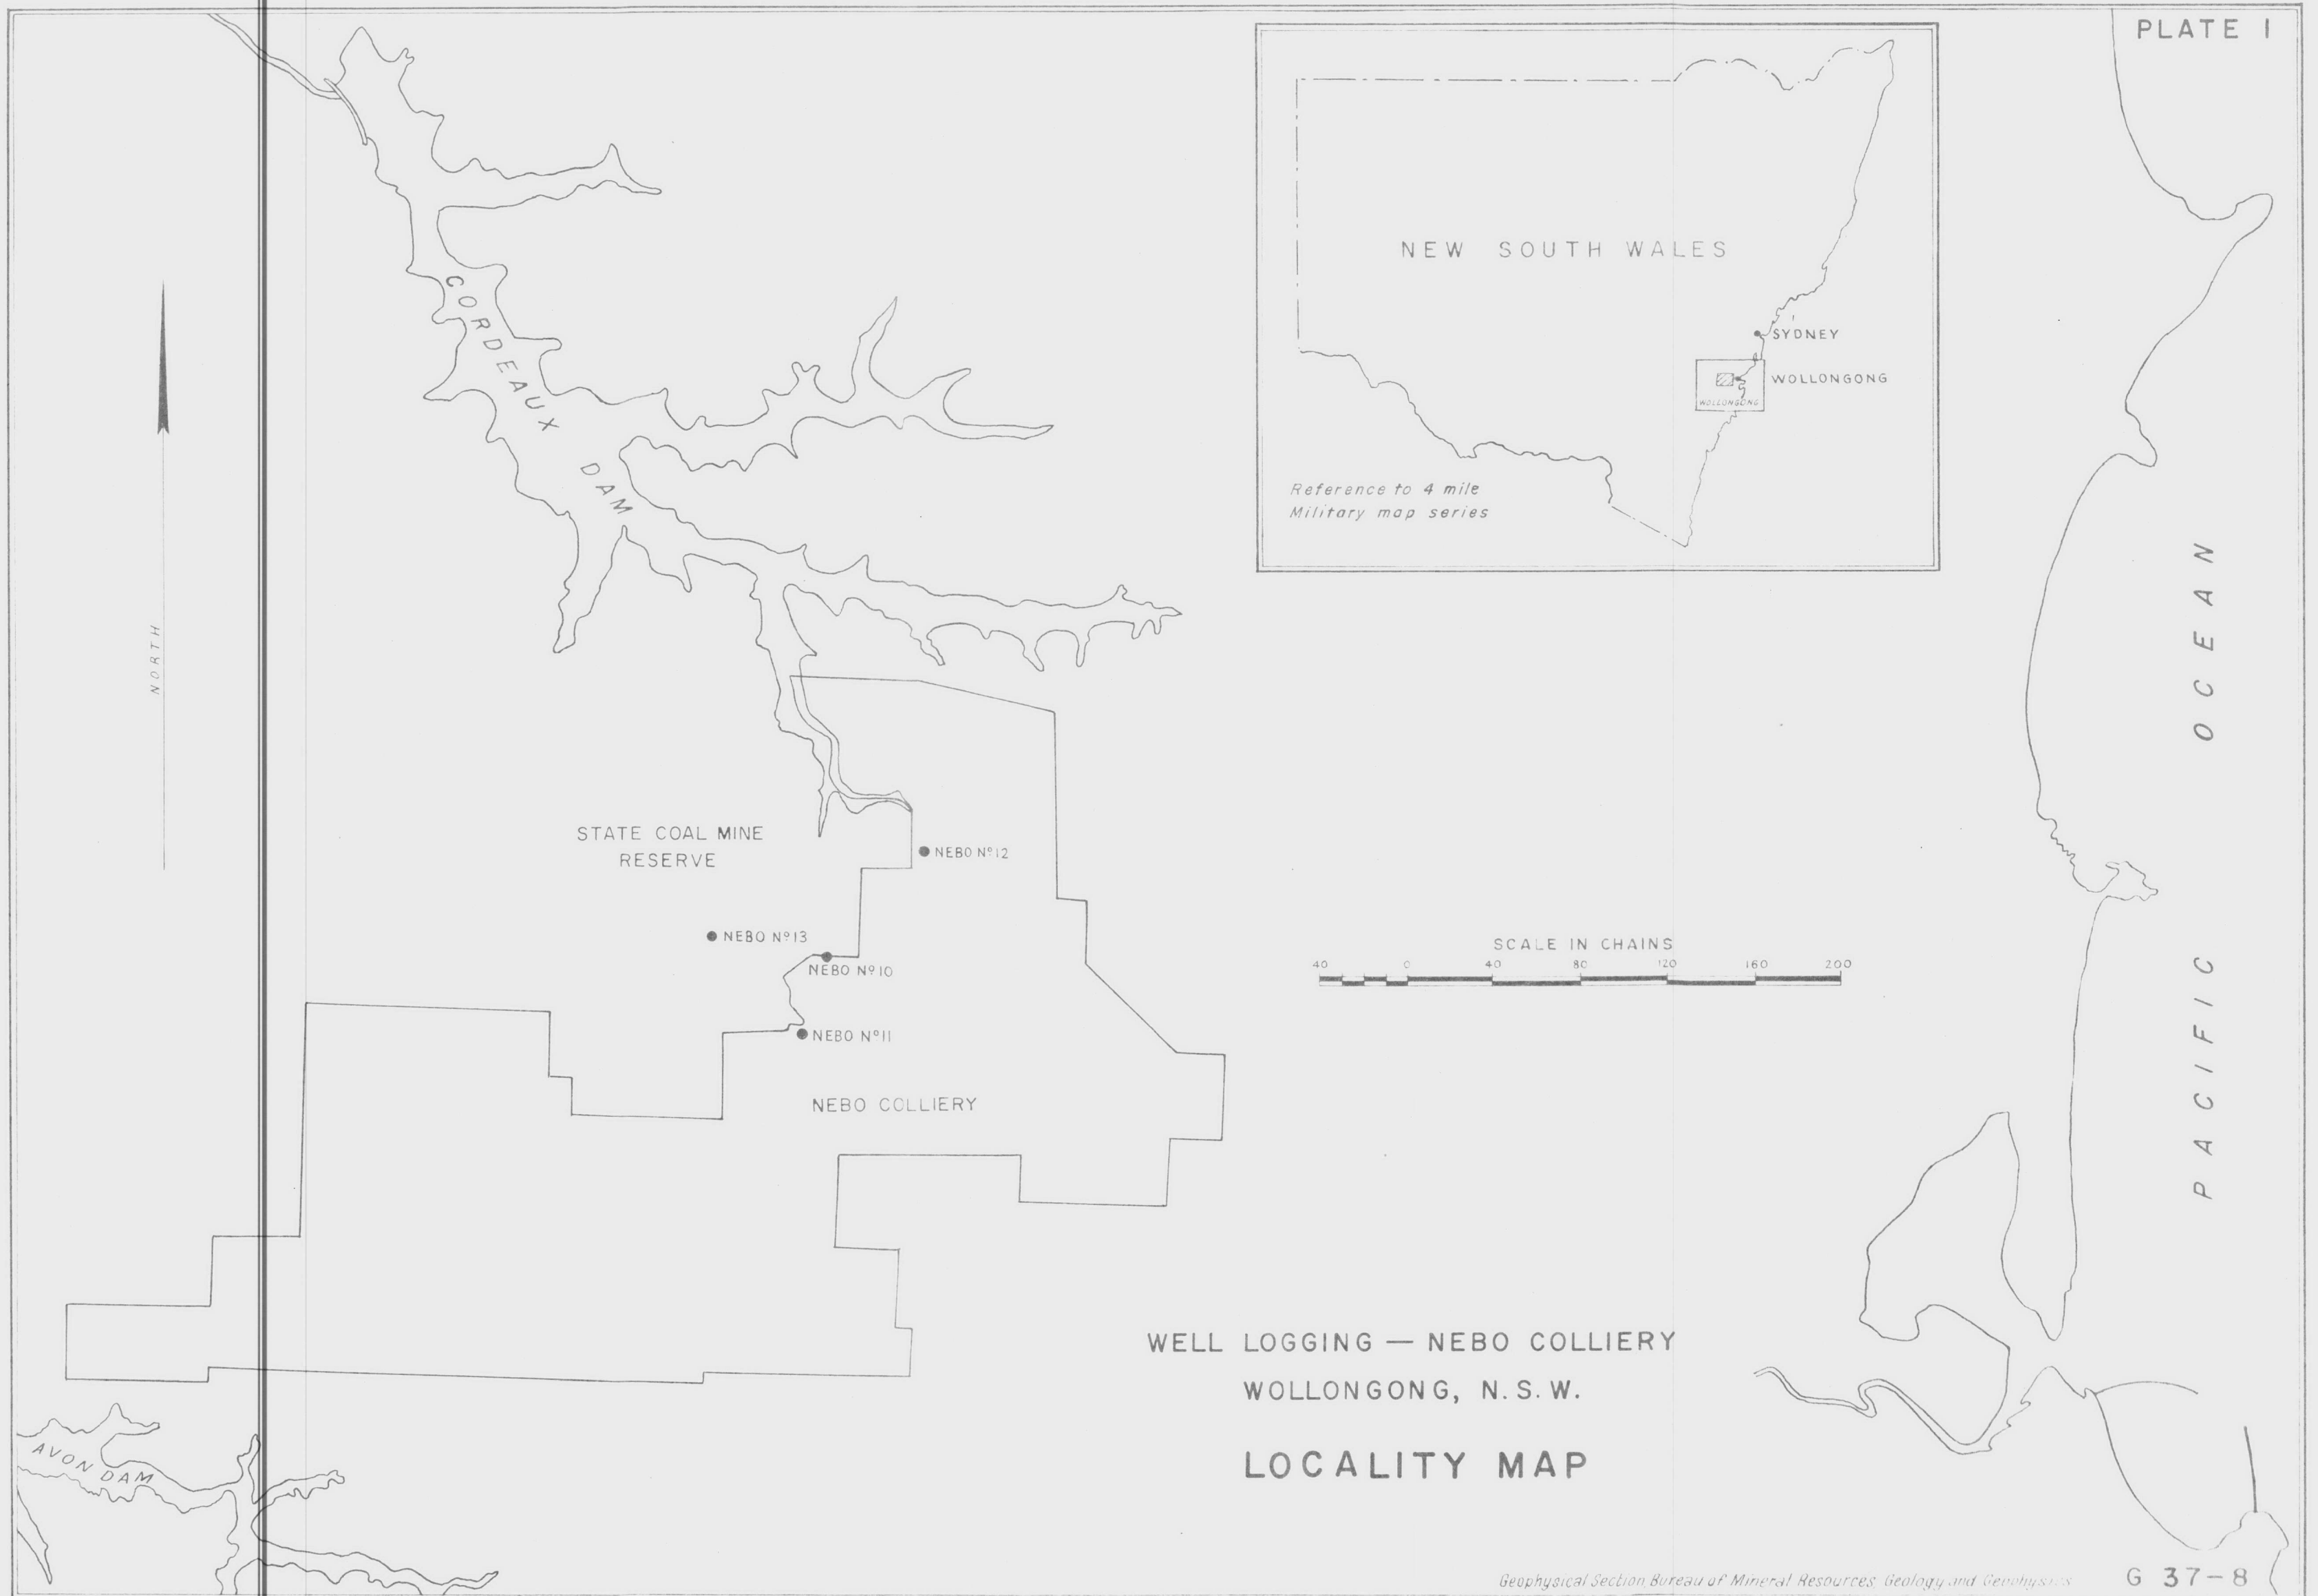 PLATE 1
NEW SOUTH WALES
SYDNEY
WOLLONGONG
WOLLONGONG
Reference to 4 mile
Military map series
CORDEAUX DAM
NORTH
PACIFIC OCEAN
STATE COAL MINE
RESERVE
NEBO Nº12
NEBO Nº13
NEBO Nº10
NEBO Nº11
NEBO COLLIERY
SCALE IN CHAINS
40 0 40 80 120 160 200
WELL LOGGING — NEBO COLLIERY
WOLLONGONG, N.S.W.
LOCALITY MAP
AVON DAM
Geophysical Section, Bureau of Mineral Resources, Geology and Geophysics
G 37-8